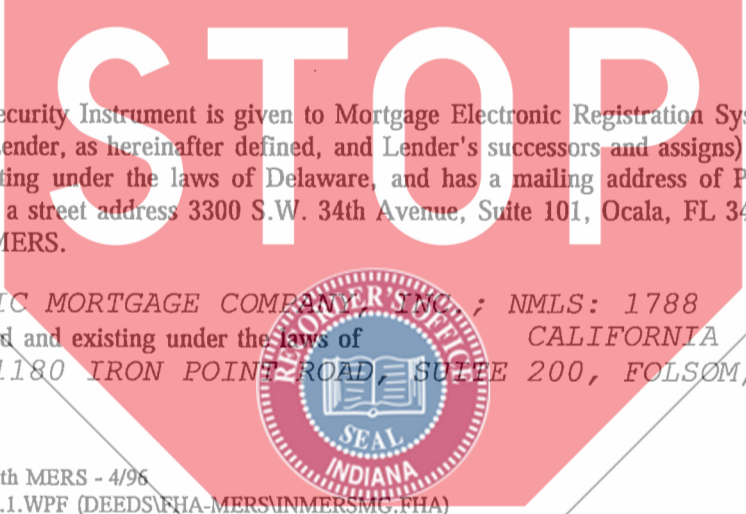 STOP
ecurity Instrument is given to Mortgage Electronic Registration Sys
ender, as hereinafter defined, and Lender's successors and assigns)
ting under the laws of Delaware, and has a mailing address of P
a street address 3300 S.W. 34th Avenue, Suite 101, Ocala, FL 34
MERS.
IC MORTGAGE COMPANY, INC.; NMLS: 1788
d and existing under the laws of CALIFORNIA
1180 IRON POINT ROAD, SUITE 200, FOLSOM,
RECORDER'S OFFICE
SEAL
INDIANA
th MERS - 4/96
.1.WPF (DEEDS\FHA-MERS\INMERSMG.FHA)